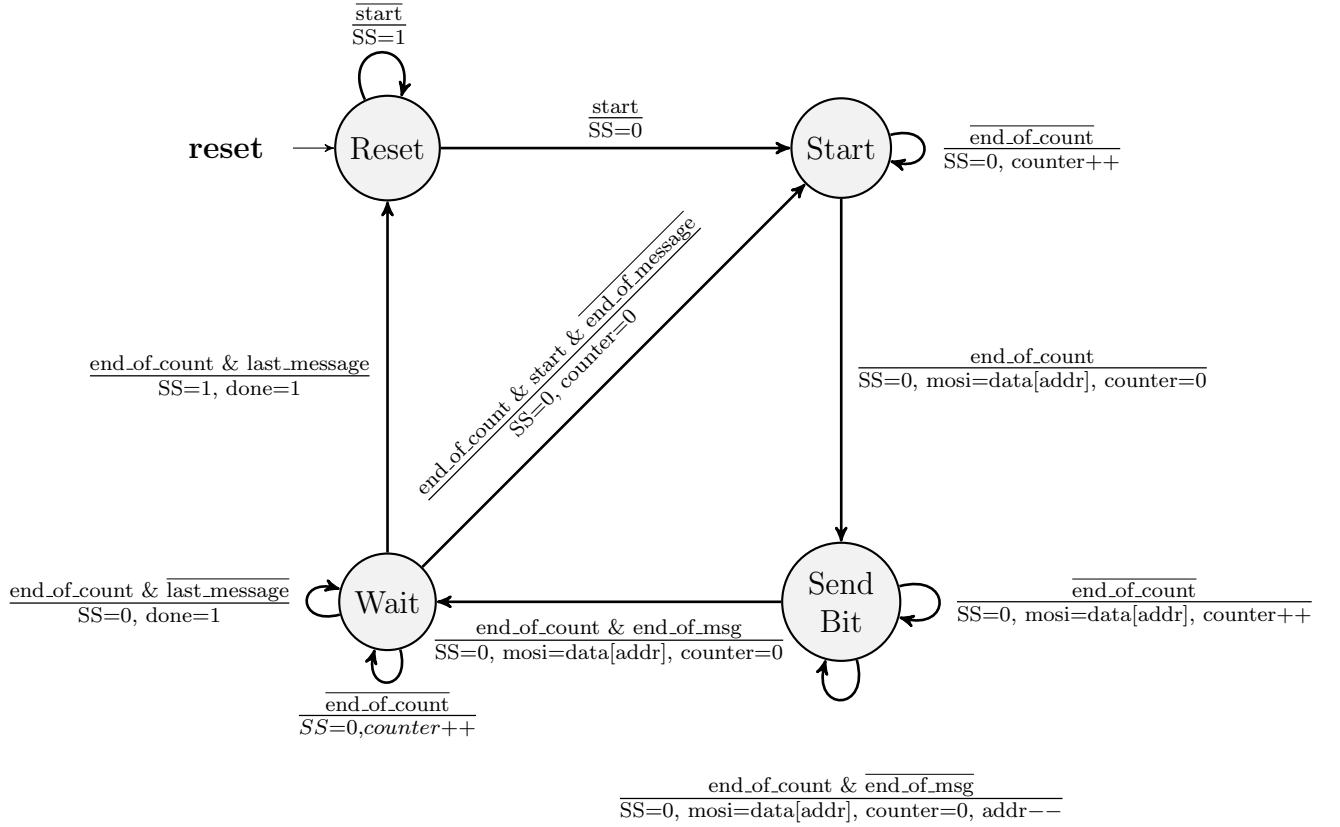 start
SS=1
reset
Reset
start
SS=0
Start
end_of_count
SS=0, counter++
end_of_count & last_message
SS=1, done=1
end_of_count & start & end_of_message
SS=0, counter=0
end_of_count
SS=0, mosi=data[addr], counter=0
end_of_count & last_message
SS=0, done=1
Wait
end_of_count & end_of_msg
SS=0, mosi=data[addr], counter=0
Send
Bit
end_of_count
SS=0, mosi=data[addr], counter++
end_of_count
SS=0,counter++
end_of_count & end_of_msg
SS=0, mosi=data[addr], counter=0, addr−−